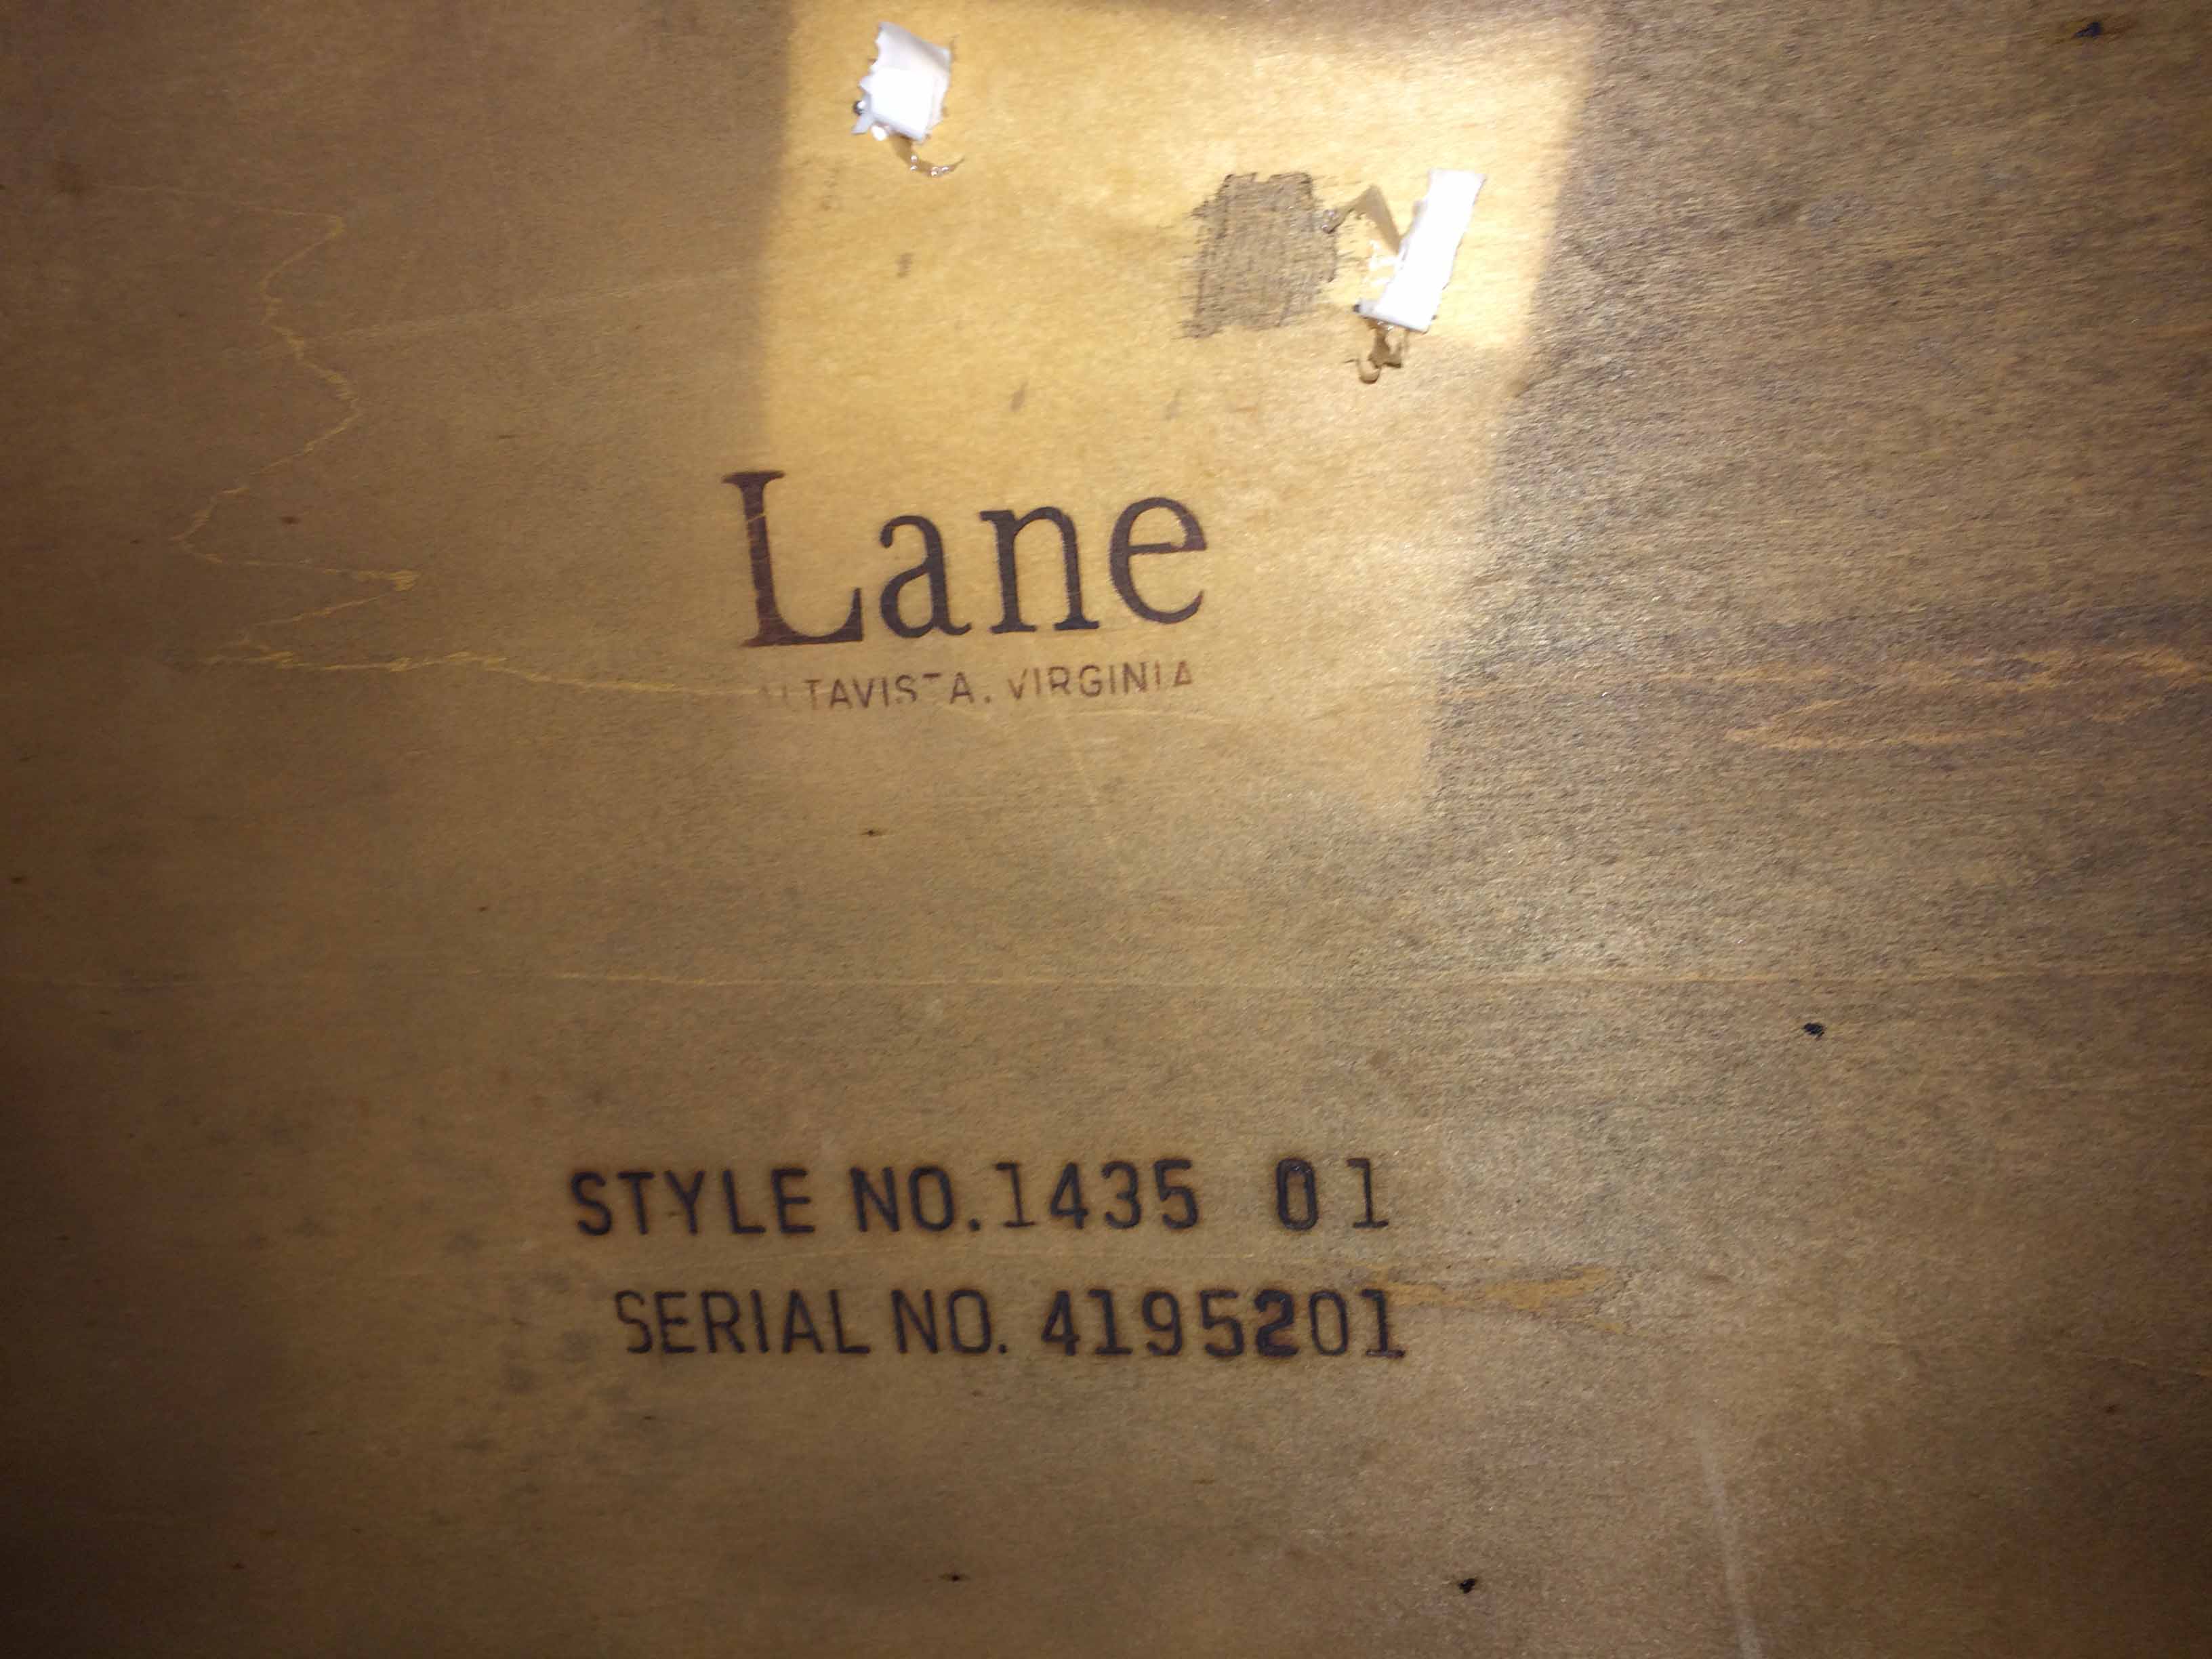 Lane
ALTAVISTA, VIRGINIA
STYLE NO. 1435 01
SERIAL NO. 4195201